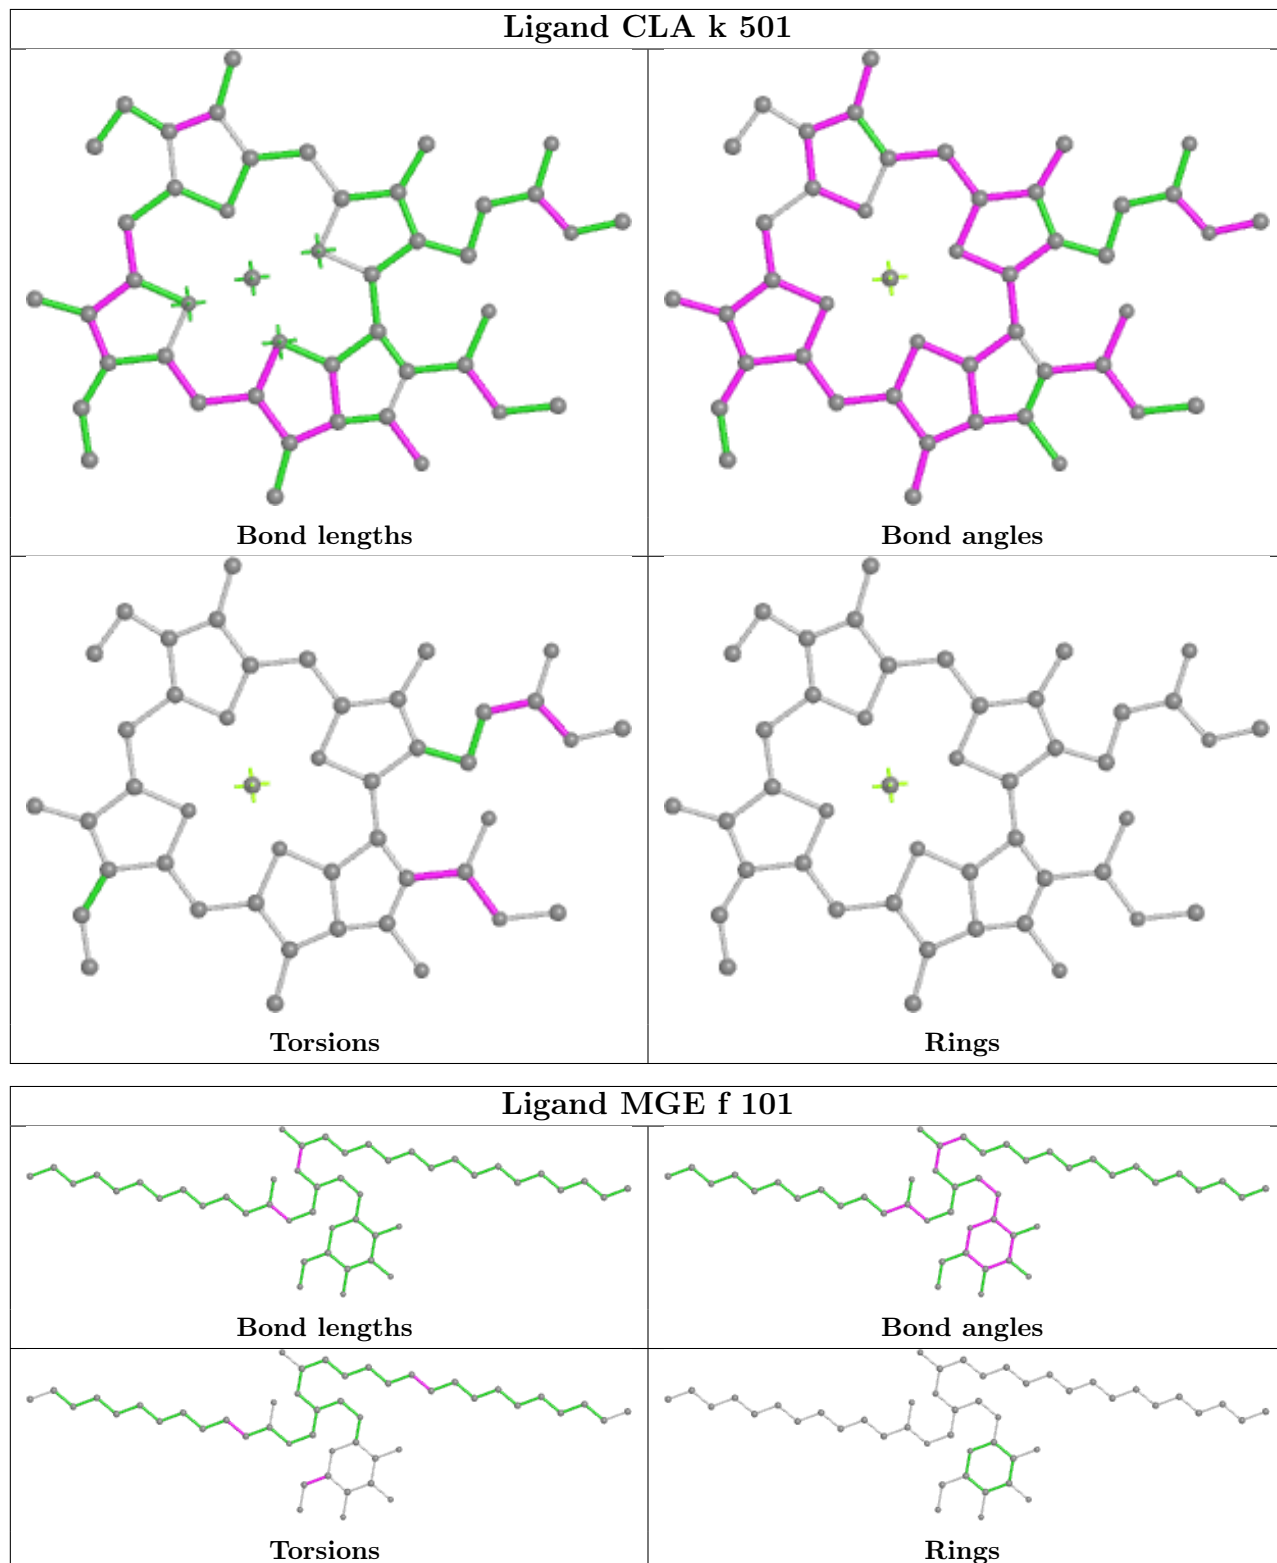 Ligand CLA k 501
Bond lengths
Bond angles
Torsions
Rings
Ligand MGE f 101
Bond lengths
Bond angles
Torsions
Rings